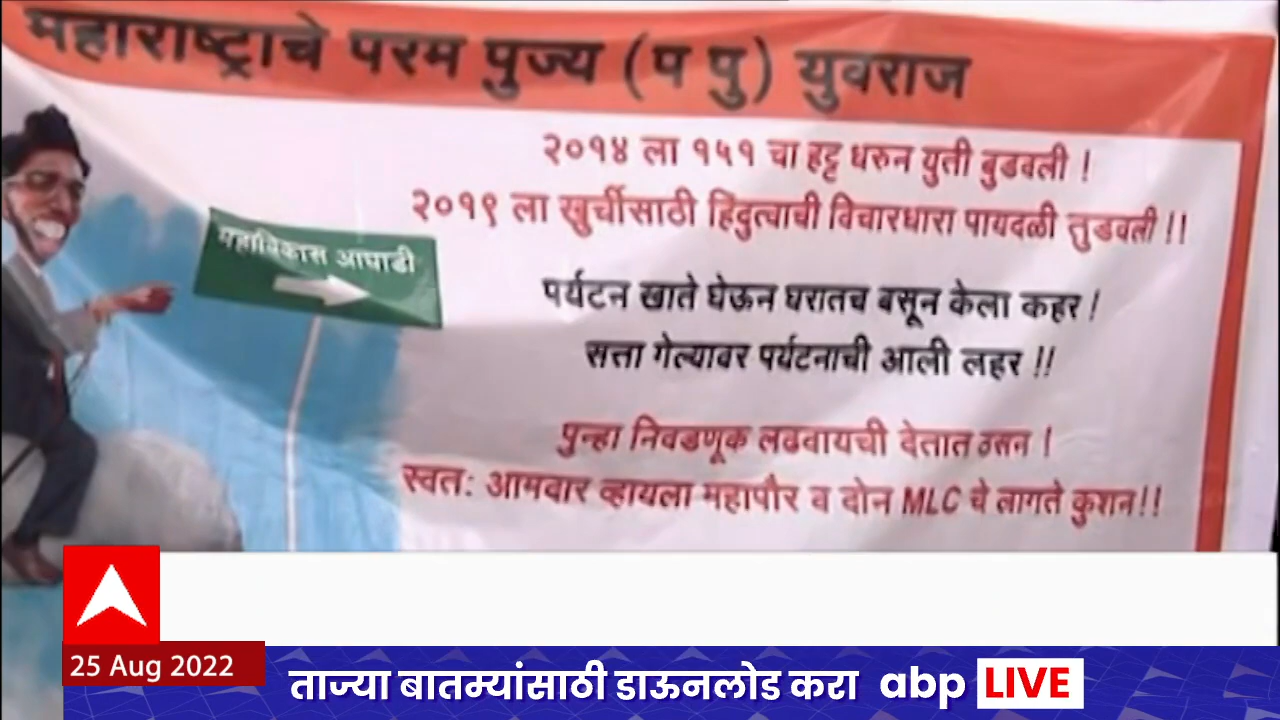 महाराष्ट्राचे परम पुज्य (प पु) युवराज
२०१४ ला १५१ चा हट्ट धरुन युती बुडवली !
२०१९ ला खुर्चीसाठी हिंदुत्वाची विचारधारा पायदळी तुडवली !!
महाविकास आघाडी
पर्यटन खाते घेऊन घरातच बसून केला कहर !
सत्ता गेल्यावर पर्यटनाची आली लहर !!
पुन्हा निवडणूक लढवायची देतात ठसन !
स्वत: आमदार व्हायला महापौर व दोन MLC चे लागते कुशन!!
25 Aug 2022
ताज्या बातम्यांसाठी डाऊनलोड करा abp LIVE